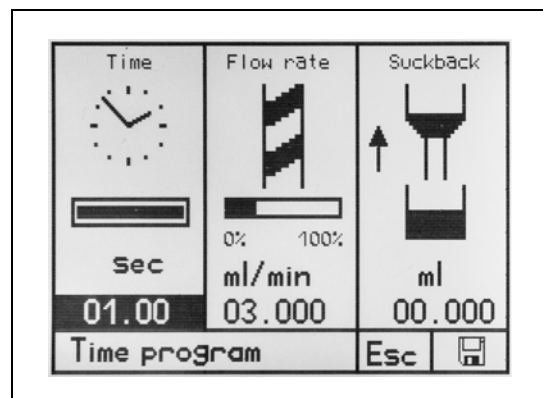 Time
Flow rate
Suckback
0% 100%
sec
ml/min
ml
01.00
03.000
00.000
Time program
Esc